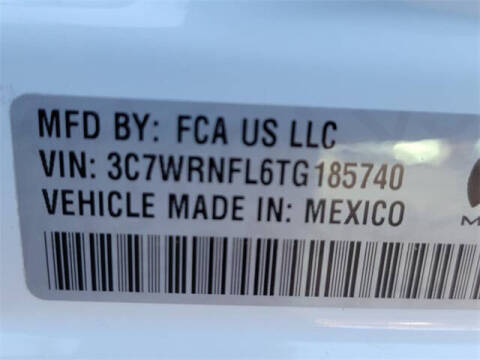 MFD BY: FCA US LLC
VIN: 3C7WRNFL6TG185740
VEHICLE MADE IN: MEXICO